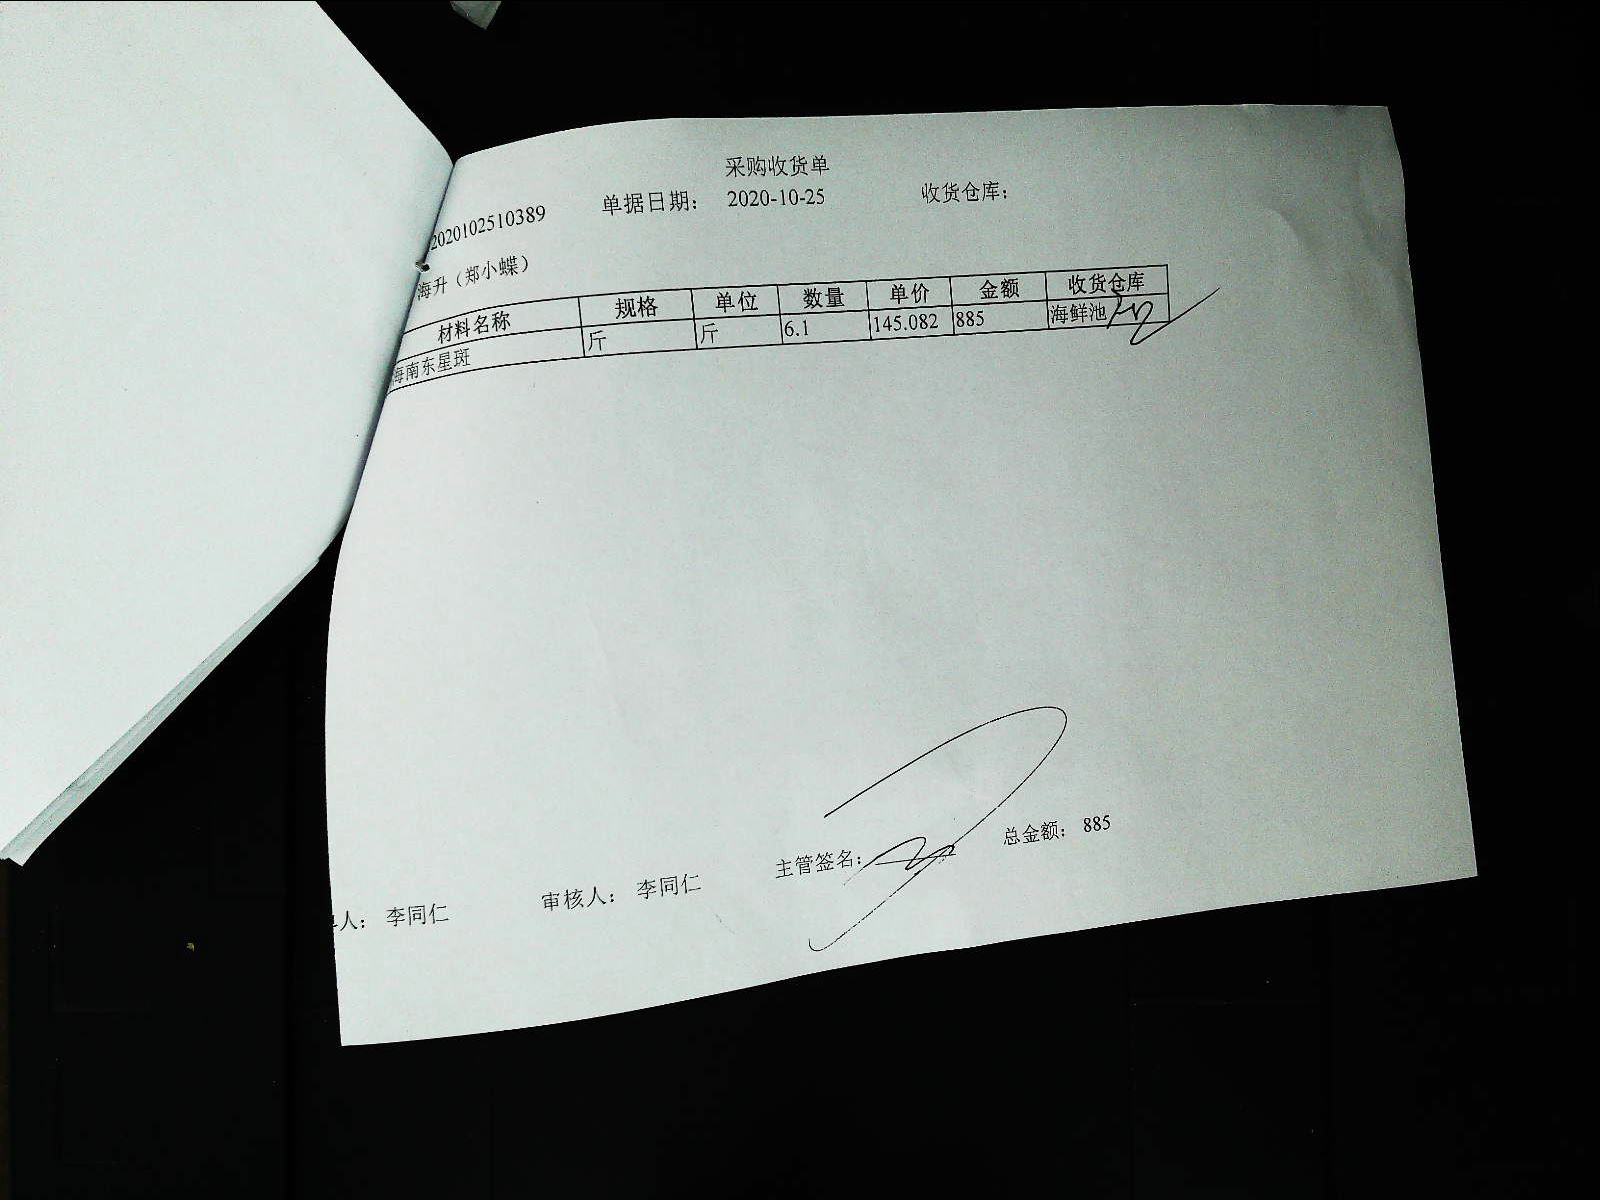 采购收货单
2020102510389 单据日期： 2020-10-25 收货仓库：
海升（郑小蝶）
材料名称 规格 单位 数量 单价 金额 收货仓库
海南东星斑 斤 斤 6.1 145.082 885 海鲜池
人： 李同仁 审核人： 李同仁 主管签名： 总金额： 885